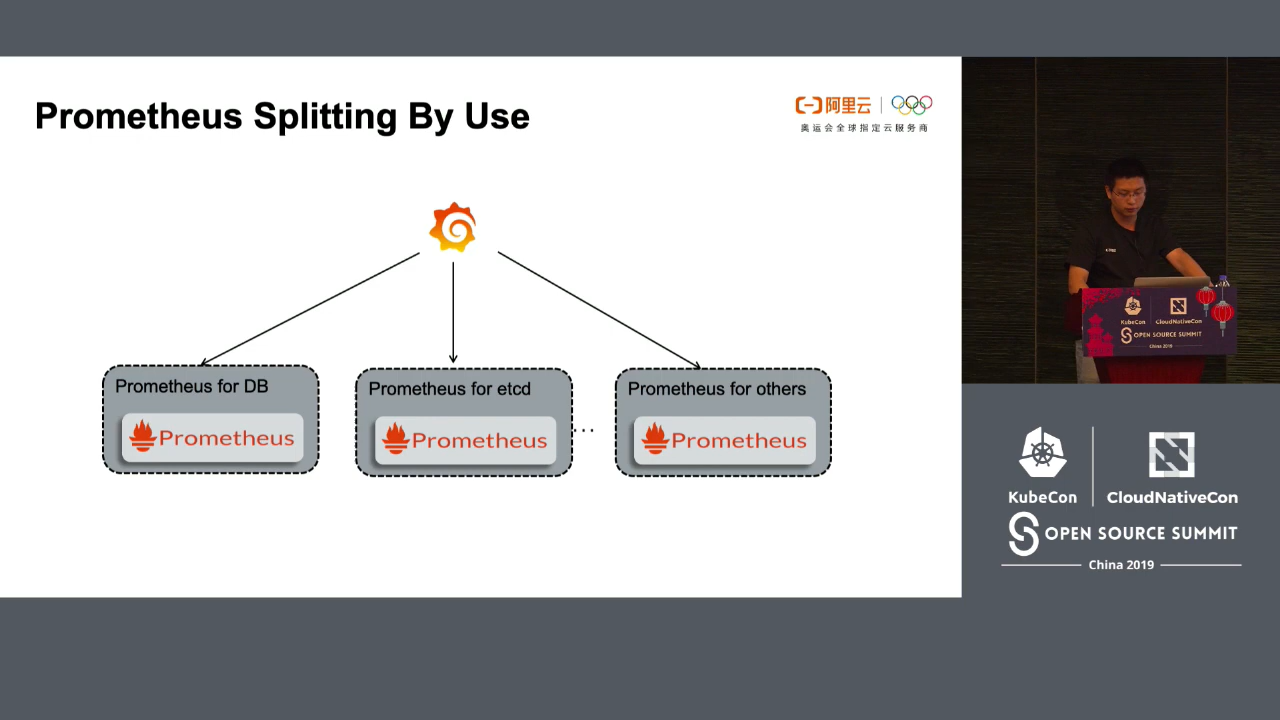 Prometheus Splitting By Use
阿里云
奥运会全球指定云服务商
Prometheus for DB
Prometheus
Prometheus for etcd
Prometheus
...
Prometheus for others
Prometheus
KubeCon
CloudNativeCon
OPEN SOURCE SUMMIT
China 2019
KubeCon
CloudNativeCon
OPEN SOURCE SUMMIT
China 2019